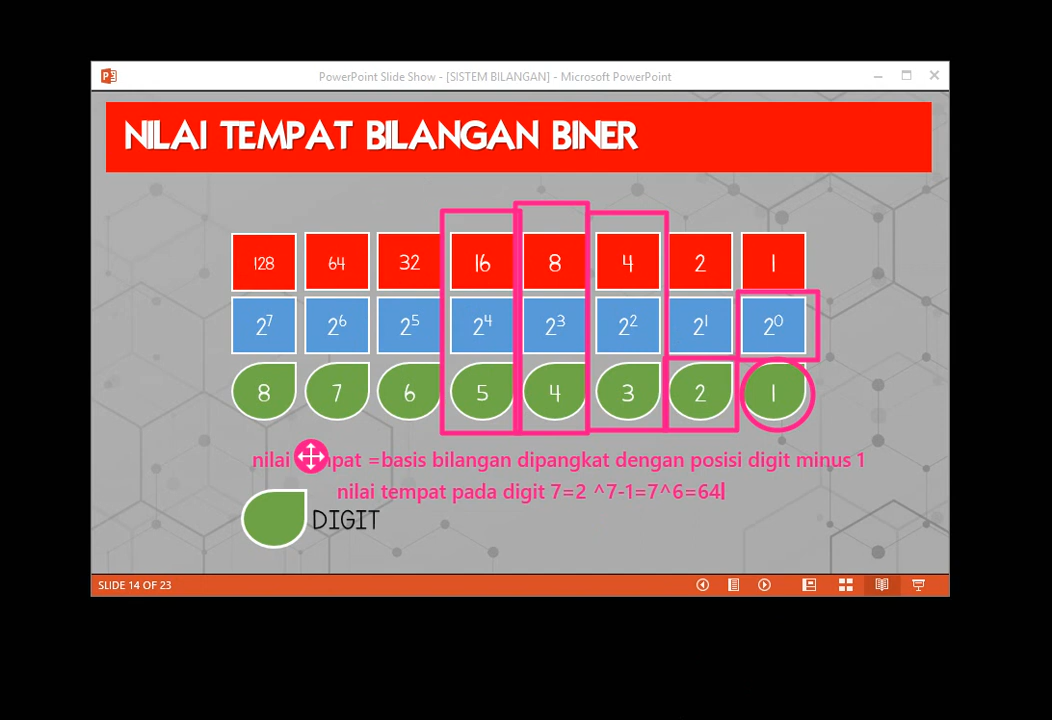 PowerPoint Slide Show - [SISTEM BILANGAN] - Microsoft PowerPoint
NILAI TEMPAT BILANGAN BINER
128 64 32 16 8 4 2 1
2⁷ 2⁶ 2⁵ 2⁴ 2³ 2² 2¹ 2⁰
8 7 6 5 4 3 2 1
nilai pat =basis bilangan dipangkat dengan posisi digit minus 1
nilai tempat pada digit 7=2 ^7-1=7^6=64
DIGIT
SLIDE 14 OF 23